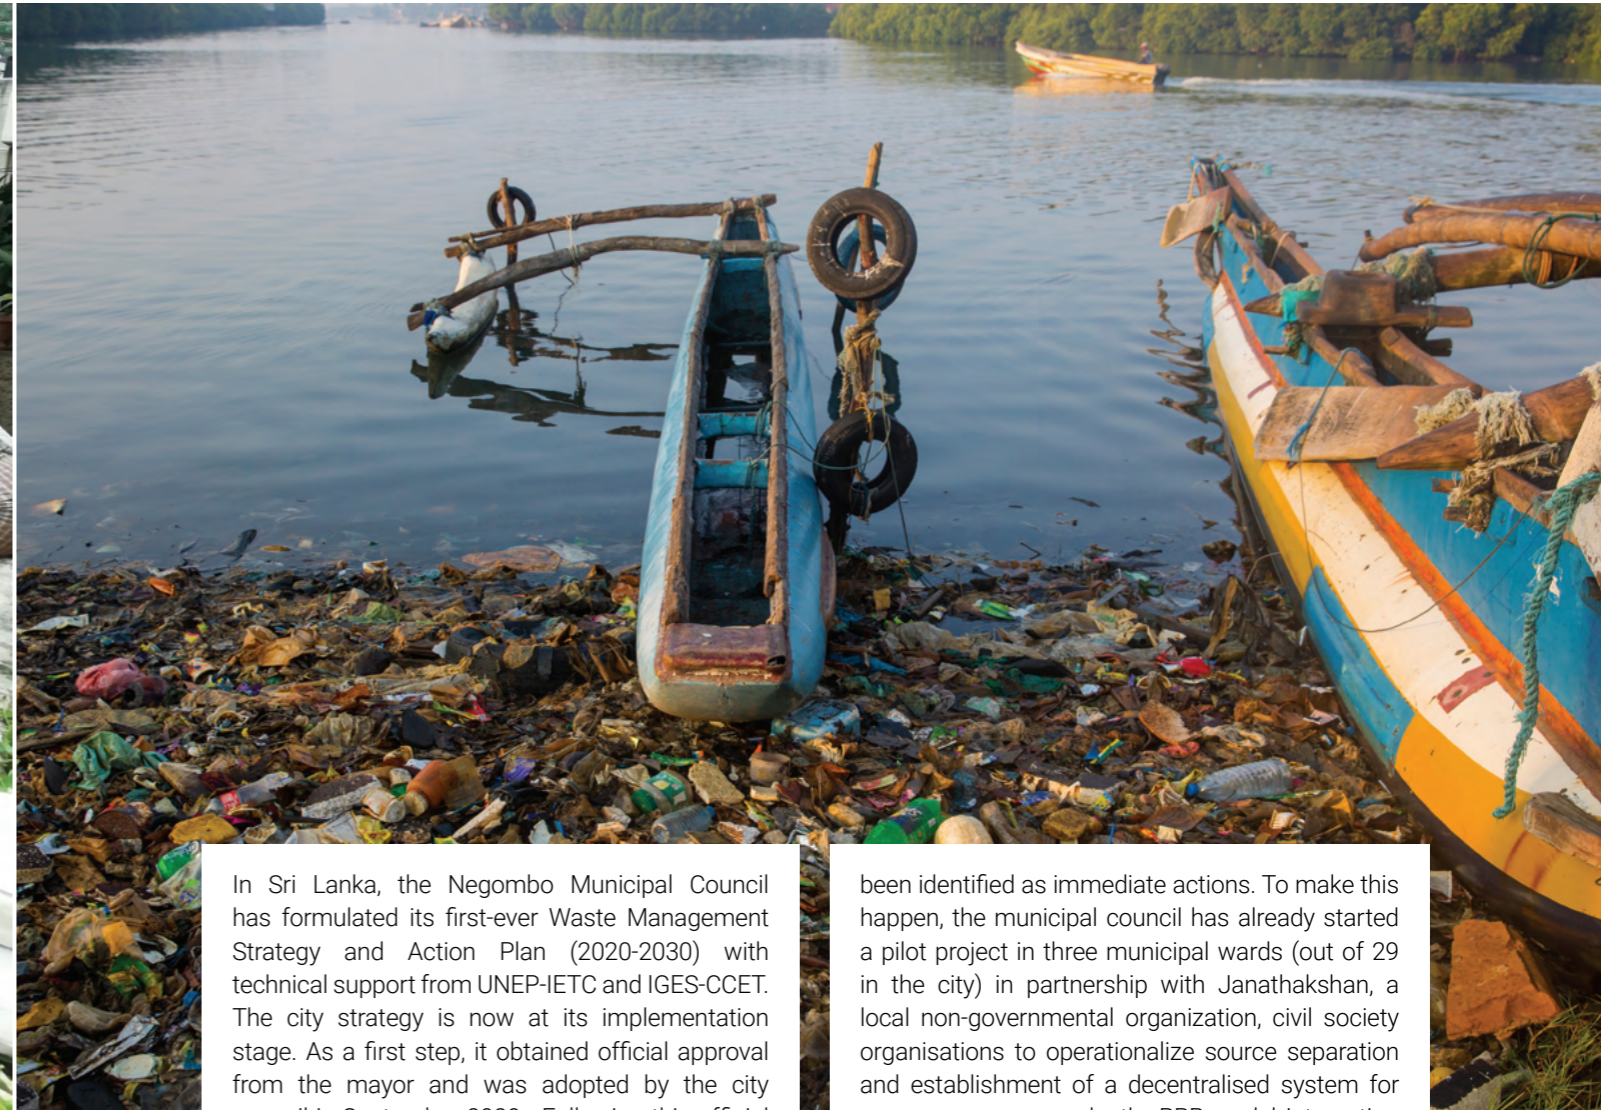 In Sri Lanka, the Negombo Municipal Council
has formulated its first-ever Waste Management
Strategy and Action Plan (2020-2030) with
technical support from UNEP-IETC and IGES-CCET.
The city strategy is now at its implementation
stage. As a first step, it obtained official approval
from the mayor and was adopted by the city
been identified as immediate actions. To make this
happen, the municipal council has already started
a pilot project in three municipal wards (out of 29
in the city) in partnership with Janathakshan, a
local non-governmental organization, civil society
organisations to operationalize source separation
and establishment of a decentralised system for